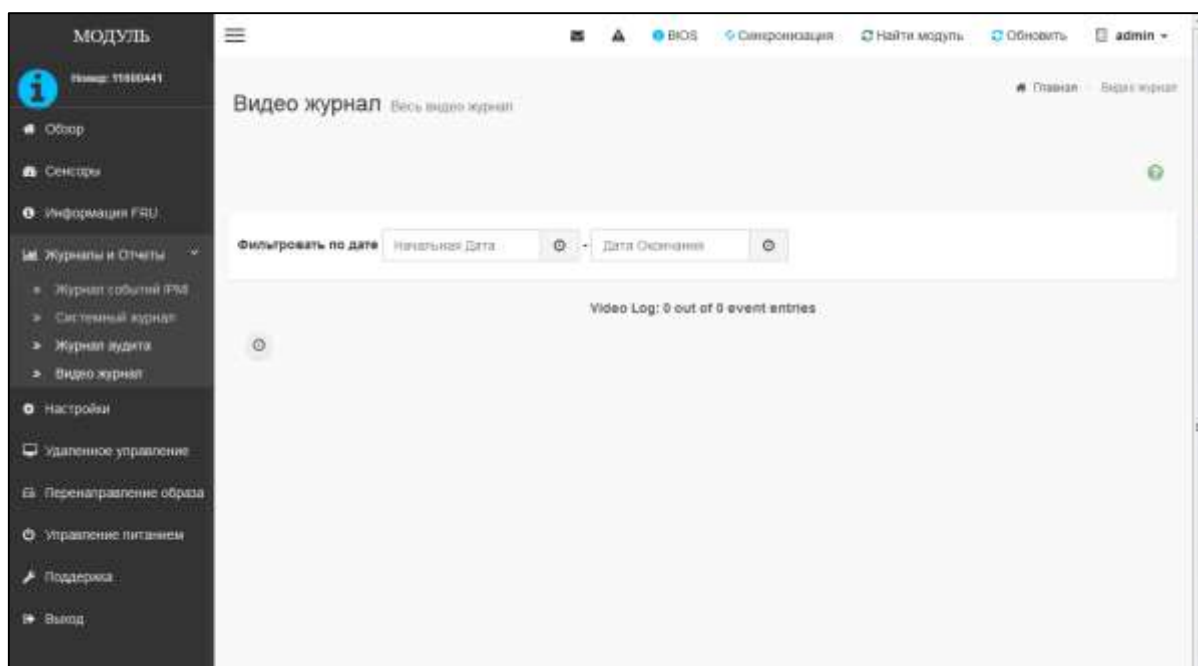 МОДУЛЬ
Номер: 11600441
Обзор
Сенсоры
Информация FRU
Журналы и Отчеты
Журнал событий IPMI
Системный журнал
Журнал аудита
Видео журнал
Настройки
Удаленное управление
Перенаправление образа
Управление питанием
Поддержка
Выход
BIOS Синхронизация Найти модуль Обновить admin
Видео журнал Весь видео журнал
Главная Видео журнал
Фильтровать по дате Начальная Дата - Дата Окончания
Video Log: 0 out of 0 event entries